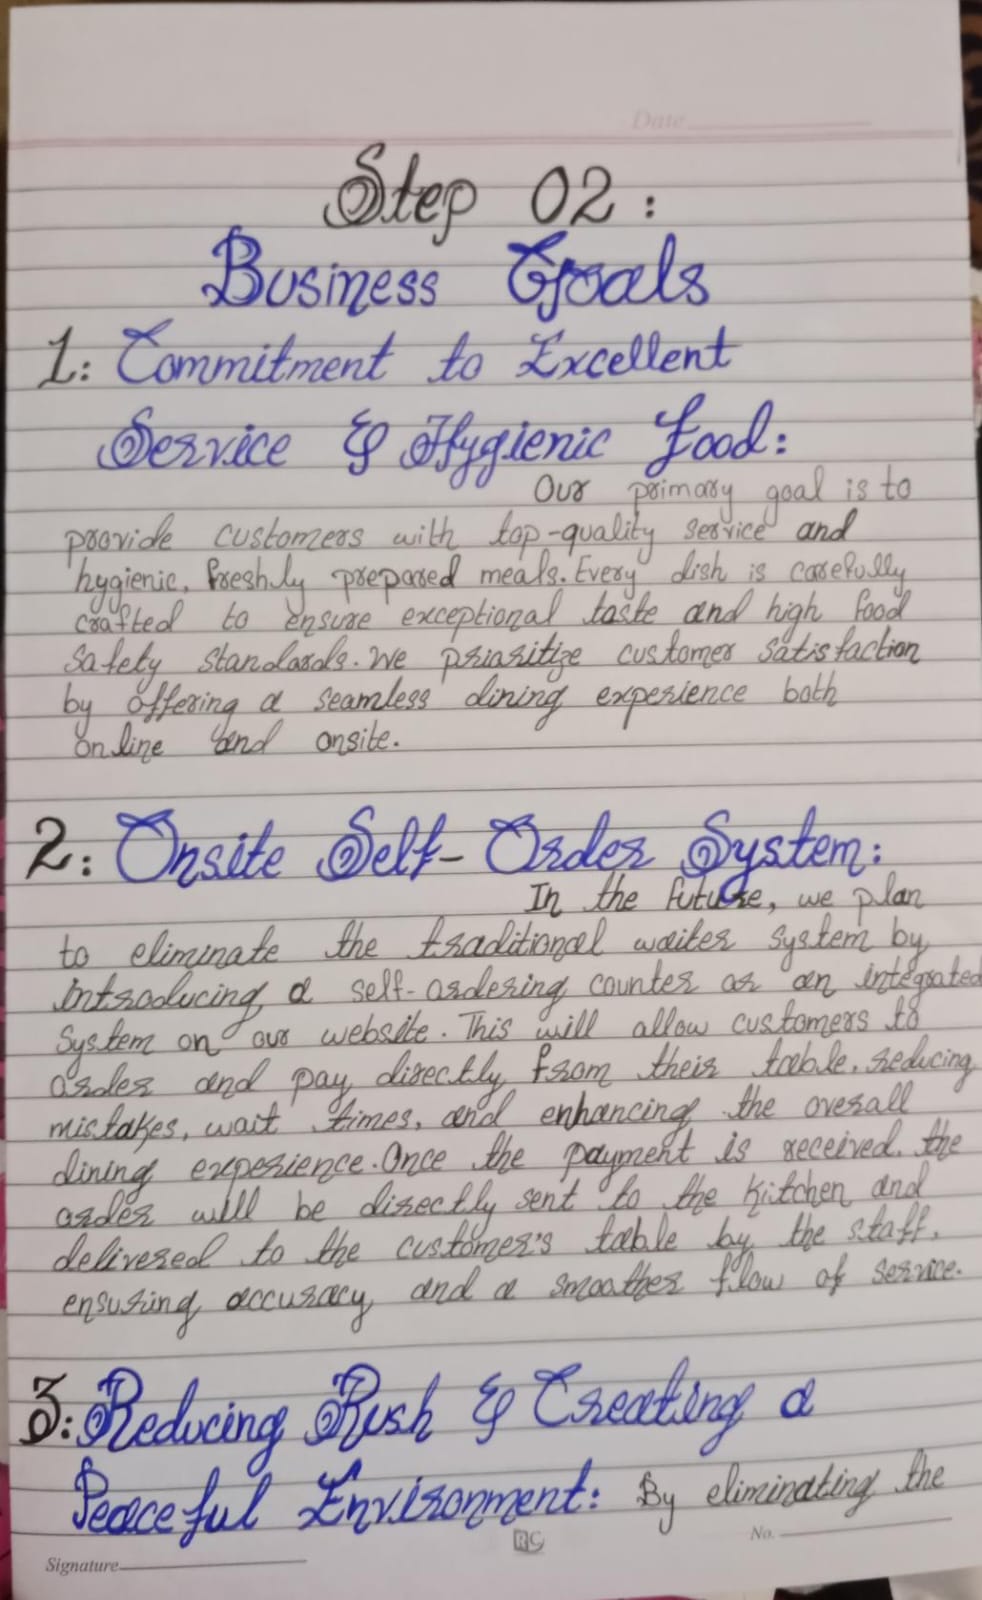 Date
Step 02:
Business Goals
1: Commitment to Excellent
Service & Hygienic Food:
Our primary goal is to
provide customers with top-quality service and
hygienic, freshly prepared meals. Every dish is carefully
crafted to ensure exceptional taste and high food
safety standards. We prioritize customer satisfaction
by offering a seamless dining experience both
online and onsite.
2: Onsite Self-Order System:
In the future, we plan
to eliminate the traditional waiter system by
introducing a self-ordering counter or an integrated
system on our website. This will allow customers to
order and pay directly from their table, reducing
mistakes, wait times, and enhancing the overall
dining experience. Once the payment is received, the
order will be directly sent to the kitchen and
delivered to the customer's table by the staff,
ensuring accuracy and a smoother flow of service.
3: Reducing Rush & Creating a
Peaceful Environment: By eliminating the
RC
No.
Signature